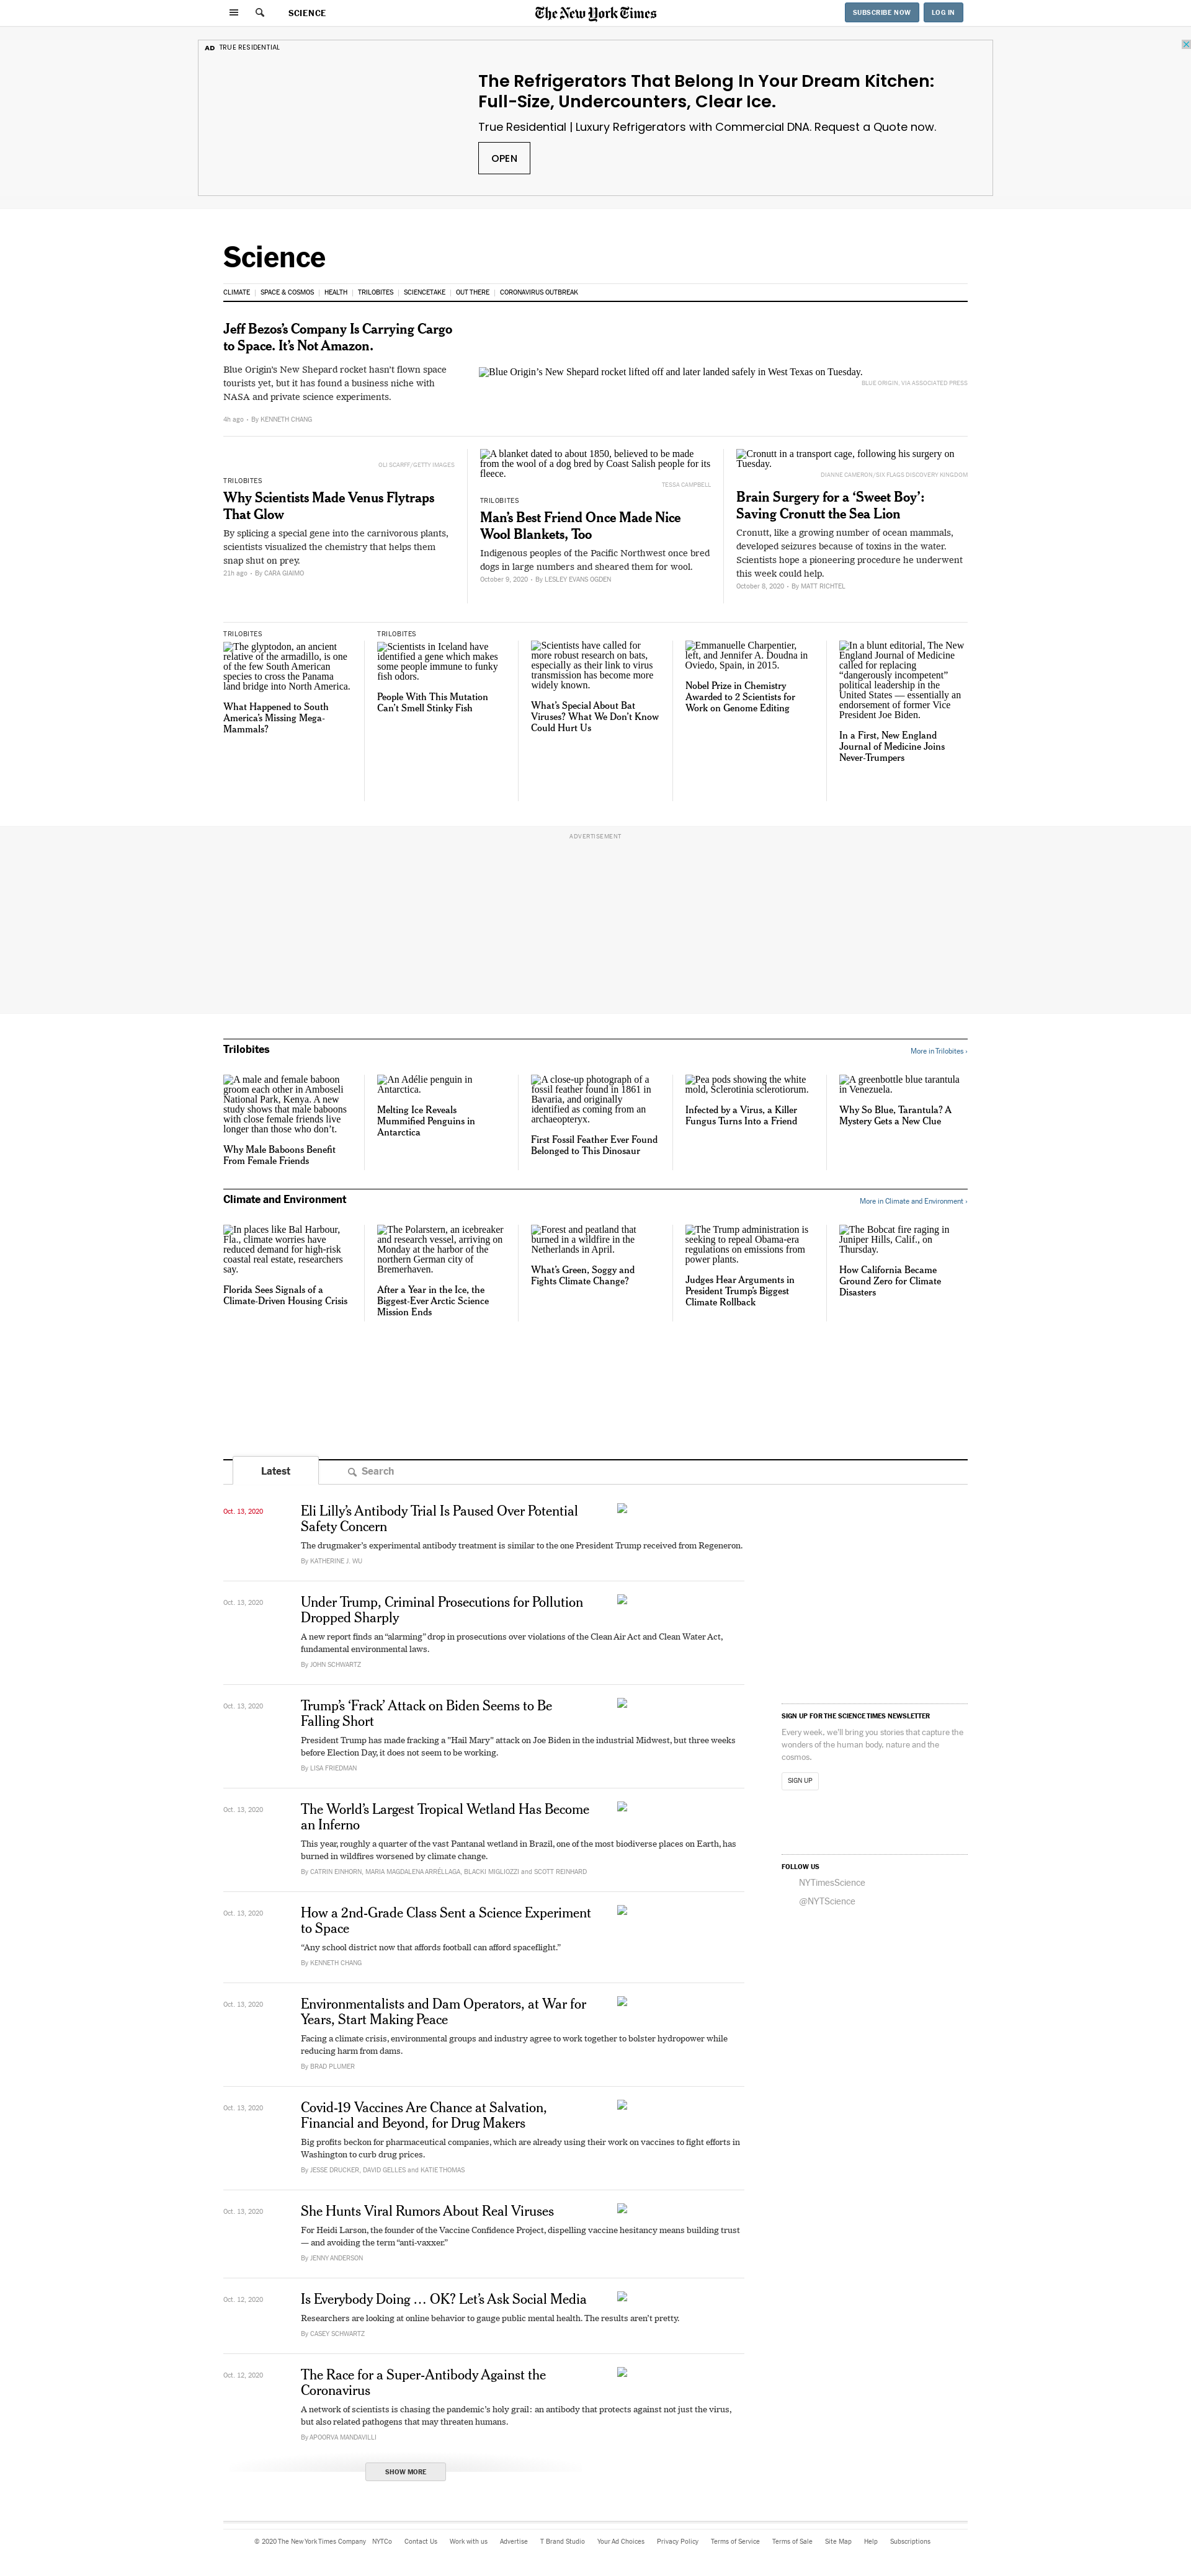 SCIENCE
The New York Times
SUBSCRIBE NOW
LOG IN
AD TRUE RESIDENTIAL
The Refrigerators That Belong In Your Dream Kitchen:
Full-Size, Undercounters, Clear Ice.
True Residential | Luxury Refrigerators with Commercial DNA. Request a Quote now.
OPEN
Science
CLIMATE | SPACE & COSMOS | HEALTH | TRILOBITES | SCIENCETAKE | OUT THERE | CORONAVIRUS OUTBREAK
Jeff Bezos’s Company Is Carrying Cargo
to Space. It’s Not Amazon.
Blue Origin’s New Shepard rocket hasn’t flown space
tourists yet, but it has found a business niche with
NASA and private science experiments.
4h ago • By KENNETH CHANG
Blue Origin’s New Shepard rocket lifted off and later landed safely in West Texas on Tuesday.
BLUE ORIGIN, VIA ASSOCIATED PRESS
OLI SCARFF/GETTY IMAGES
TRILOBITES
Why Scientists Made Venus Flytraps
That Glow
By splicing a special gene into the carnivorous plants,
scientists visualized the chemistry that helps them
snap shut on prey.
21h ago • By CARA GIAIMO
A blanket dated to about 1850, believed to be made
from the wool of a dog bred by Coast Salish people for its
fleece.
TESSA CAMPBELL
TRILOBITES
Man’s Best Friend Once Made Nice
Wool Blankets, Too
Indigenous peoples of the Pacific Northwest once bred
dogs in large numbers and sheared them for wool.
October 9, 2020 • By LESLEY EVANS OGDEN
Cronutt in a transport cage, following his surgery on
Tuesday.
DIANNE CAMERON/SIX FLAGS DISCOVERY KINGDOM
Brain Surgery for a ‘Sweet Boy’:
Saving Cronutt the Sea Lion
Cronutt, like a growing number of ocean mammals,
developed seizures because of toxins in the water.
Scientists hope a pioneering procedure he underwent
this week could help.
October 8, 2020 • By MATT RICHTEL
TRILOBITES
The glyptodon, an ancient
relative of the armadillo, is one
of the few South American
species to cross the Panama
land bridge into North America.
What Happened to South
America’s Missing Mega-
Mammals?
TRILOBITES
Scientists in Iceland have
identified a gene which makes
some people immune to funky
fish odors.
People With This Mutation
Can’t Smell Stinky Fish
Scientists have called for
more robust research on bats,
especially as their link to virus
transmission has become more
widely known.
What’s Special About Bat
Viruses? What We Don’t Know
Could Hurt Us
Emmanuelle Charpentier,
left, and Jennifer A. Doudna in
Oviedo, Spain, in 2015.
Nobel Prize in Chemistry
Awarded to 2 Scientists for
Work on Genome Editing
In a blunt editorial, The New
England Journal of Medicine
called for replacing
“dangerously incompetent”
political leadership in the
United States — essentially an
endorsement of former Vice
President Joe Biden.
In a First, New England
Journal of Medicine Joins
Never-Trumpers
ADVERTISEMENT
Trilobites
More in Trilobites ›
A male and female baboon
groom each other in Amboseli
National Park, Kenya. A new
study shows that male baboons
with close female friends live
longer than those who don’t.
Why Male Baboons Benefit
From Female Friends
An Adélie penguin in
Antarctica.
Melting Ice Reveals
Mummified Penguins in
Antarctica
A close-up photograph of a
fossil feather found in 1861 in
Bavaria, and originally
identified as coming from an
archaeopteryx.
First Fossil Feather Ever Found
Belonged to This Dinosaur
Pea pods showing the white
mold, Sclerotinia sclerotiorum.
Infected by a Virus, a Killer
Fungus Turns Into a Friend
A greenbottle blue tarantula
in Venezuela.
Why So Blue, Tarantula? A
Mystery Gets a New Clue
Climate and Environment
More in Climate and Environment ›
In places like Bal Harbour,
Fla., climate worries have
reduced demand for high-risk
coastal real estate, researchers
say.
Florida Sees Signals of a
Climate-Driven Housing Crisis
The Polarstern, an icebreaker
and research vessel, arriving on
Monday at the harbor of the
northern German city of
Bremerhaven.
After a Year in the Ice, the
Biggest-Ever Arctic Science
Mission Ends
Forest and peatland that
burned in a wildfire in the
Netherlands in April.
What’s Green, Soggy and
Fights Climate Change?
The Trump administration is
seeking to repeal Obama-era
regulations on emissions from
power plants.
Judges Hear Arguments in
President Trump’s Biggest
Climate Rollback
The Bobcat fire raging in
Juniper Hills, Calif., on
Thursday.
How California Became
Ground Zero for Climate
Disasters
Latest
Search
Oct. 13, 2020
Eli Lilly’s Antibody Trial Is Paused Over Potential
Safety Concern
The drugmaker’s experimental antibody treatment is similar to the one President Trump received from Regeneron.
By KATHERINE J. WU
Oct. 13, 2020
Under Trump, Criminal Prosecutions for Pollution
Dropped Sharply
A new report finds an “alarming” drop in prosecutions over violations of the Clean Air Act and Clean Water Act,
fundamental environmental laws.
By JOHN SCHWARTZ
Oct. 13, 2020
Trump’s ‘Frack’ Attack on Biden Seems to Be
Falling Short
President Trump has made fracking a “Hail Mary” attack on Joe Biden in the industrial Midwest, but three weeks
before Election Day, it does not seem to be working.
By LISA FRIEDMAN
Oct. 13, 2020
The World’s Largest Tropical Wetland Has Become
an Inferno
This year, roughly a quarter of the vast Pantanal wetland in Brazil, one of the most biodiverse places on Earth, has
burned in wildfires worsened by climate change.
By CATRIN EINHORN, MARIA MAGDALENA ARRÉLLAGA, BLACKI MIGLIOZZI and SCOTT REINHARD
Oct. 13, 2020
How a 2nd-Grade Class Sent a Science Experiment
to Space
“Any school district now that affords football can afford spaceflight.”
By KENNETH CHANG
Oct. 13, 2020
Environmentalists and Dam Operators, at War for
Years, Start Making Peace
Facing a climate crisis, environmental groups and industry agree to work together to bolster hydropower while
reducing harm from dams.
By BRAD PLUMER
Oct. 13, 2020
Covid-19 Vaccines Are Chance at Salvation,
Financial and Beyond, for Drug Makers
Big profits beckon for pharmaceutical companies, which are already using their work on vaccines to fight efforts in
Washington to curb drug prices.
By JESSE DRUCKER, DAVID GELLES and KATIE THOMAS
Oct. 13, 2020
She Hunts Viral Rumors About Real Viruses
For Heidi Larson, the founder of the Vaccine Confidence Project, dispelling vaccine hesitancy means building trust
— and avoiding the term “anti-vaxxer.”
By JENNY ANDERSON
Oct. 12, 2020
Is Everybody Doing … OK? Let’s Ask Social Media
Researchers are looking at online behavior to gauge public mental health. The results aren’t pretty.
By CASEY SCHWARTZ
Oct. 12, 2020
The Race for a Super-Antibody Against the
Coronavirus
A network of scientists is chasing the pandemic’s holy grail: an antibody that protects against not just the virus,
but also related pathogens that may threaten humans.
By APOORVA MANDAVILLI
SHOW MORE
SIGN UP FOR THE SCIENCE TIMES NEWSLETTER
Every week, we’ll bring you stories that capture the
wonders of the human body, nature and the
cosmos.
SIGN UP
FOLLOW US
NYTimesScience
@NYTScience
© 2020 The New York Times Company NYTCo Contact Us Work with us Advertise T Brand Studio Your Ad Choices Privacy Policy Terms of Service Terms of Sale Site Map Help Subscriptions